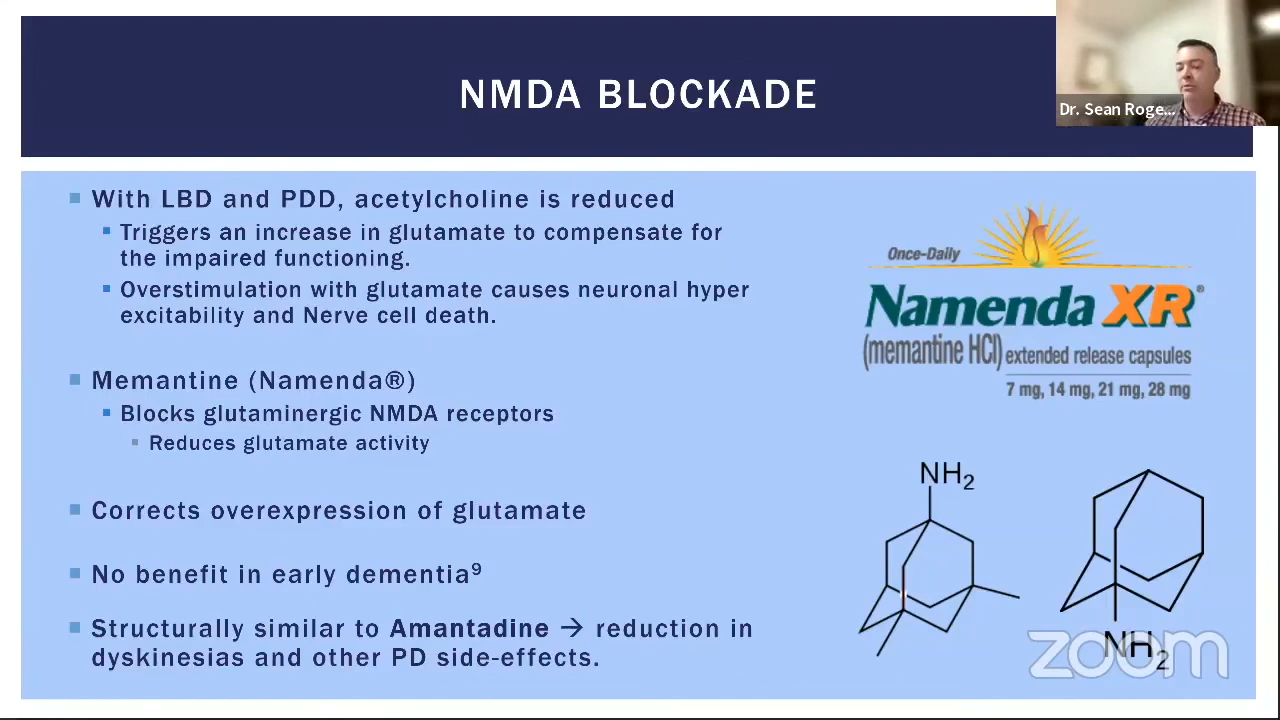 NMDA BLOCKADE
Dr. Sean Roge...
With LBD and PDD, acetylcholine is reduced
Triggers an increase in glutamate to compensate for
the impaired functioning.
Overstimulation with glutamate causes neuronal hyper
excitability and Nerve cell death.
Memantine (Namenda®)
Blocks glutaminergic NMDA receptors
Reduces glutamate activity
Corrects overexpression of glutamate
No benefit in early dementia⁹
Structurally similar to Amantadine → reduction in
dyskinesias and other PD side-effects.
Once-Daily
Namenda XR®
(memantine HCl) extended release capsules
7 mg, 14 mg, 21 mg, 28 mg
NH₂
NH₂
zoom